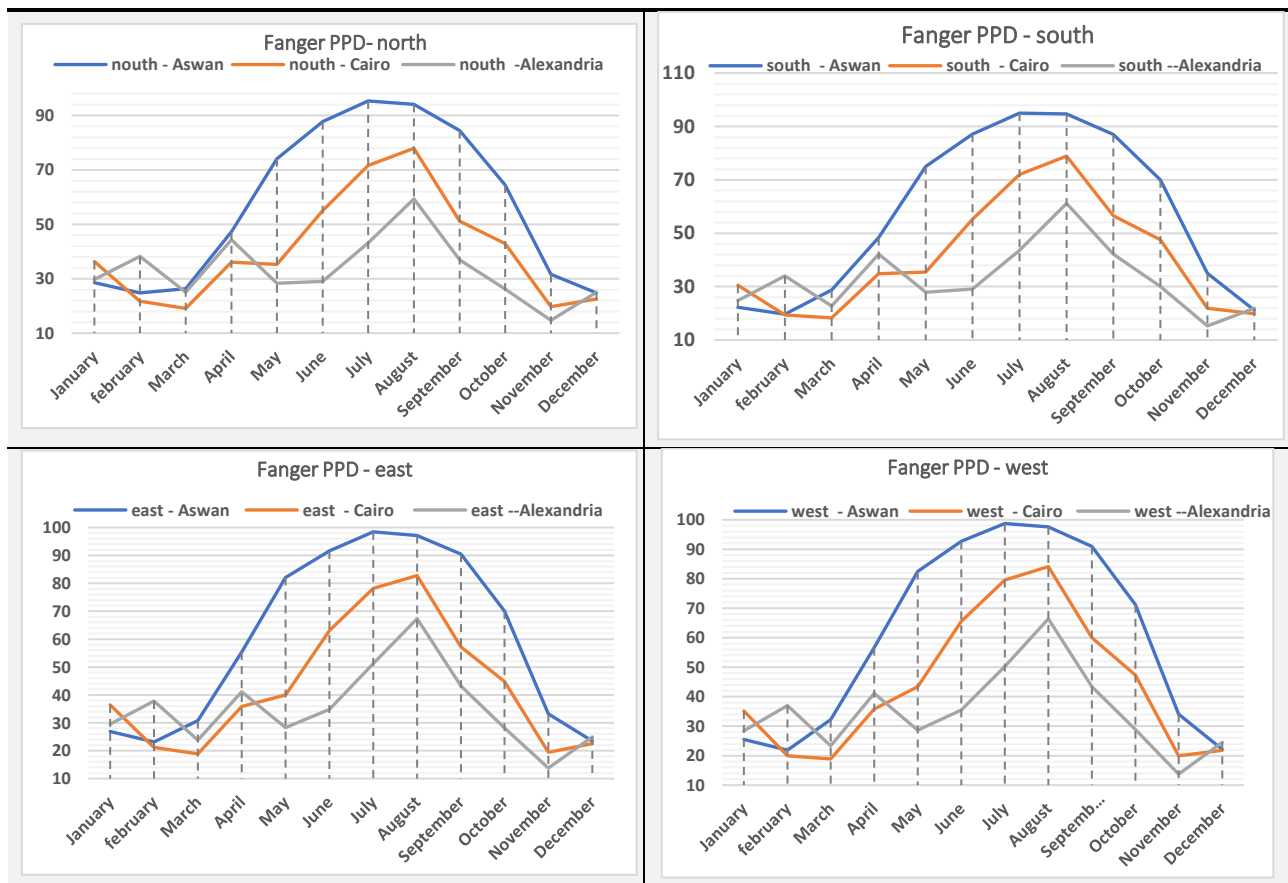 Fanger PPD- north
nouth - Aswan nouth - Cairo nouth -Alexandria
90
70
50
30
10
January february March April May June July August September October November December
Fanger PPD - south
south - Aswan south - Cairo south --Alexandria
110
90
70
50
30
10
January february March April May June July August September October November December
Fanger PPD - east
east - Aswan east - Cairo east --Alexandria
100
90
80
70
60
50
40
30
20
10
January february March April May June July August September October November December
Fanger PPD - west
west - Aswan west - Cairo west --Alexandria
100
90
80
70
60
50
40
30
20
10
January february March April May June July August Septemb... October November December